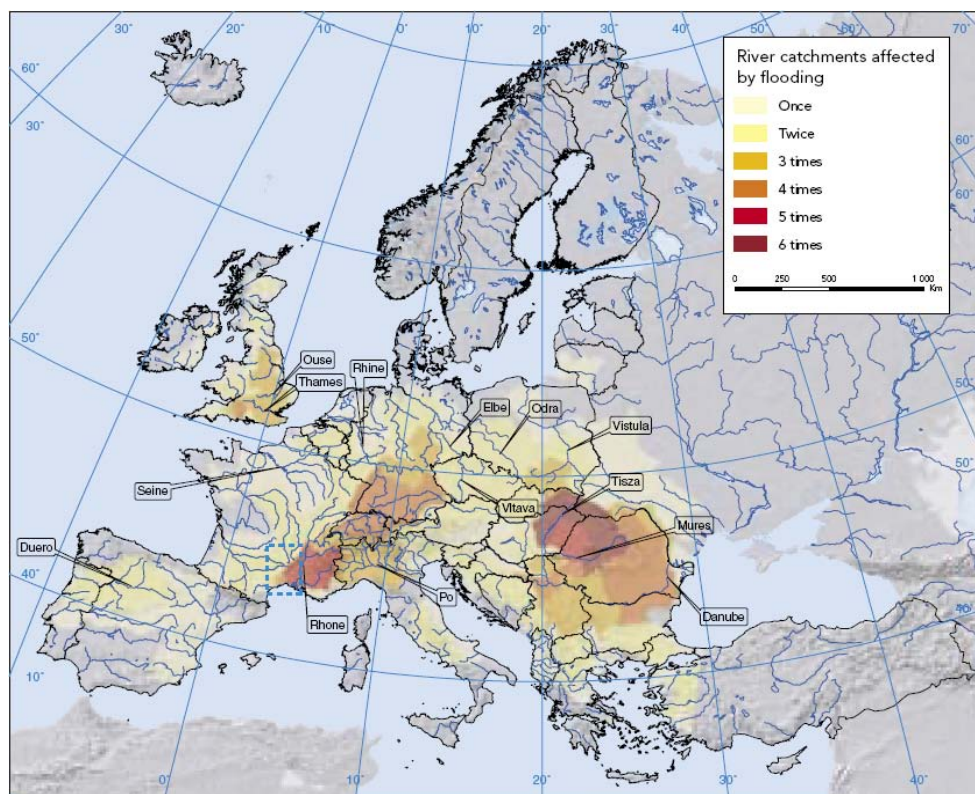 30°
20°
10°
0°
10°
20°
30°
40°
50°
60°
70°
60°
30°
50°
40°
10°
60°
60°
50°
40°
0°
10°
20°
30°
40°
River catchments affected
by flooding
Once
Twice
3 times
4 times
5 times
6 times
0 250 500 1 000
Km
Ouse
Thames
Rhine
Elbe
Odra
Vistula
Seine
Vltava
Tisza
Mures
Duero
Po
Rhone
Danube